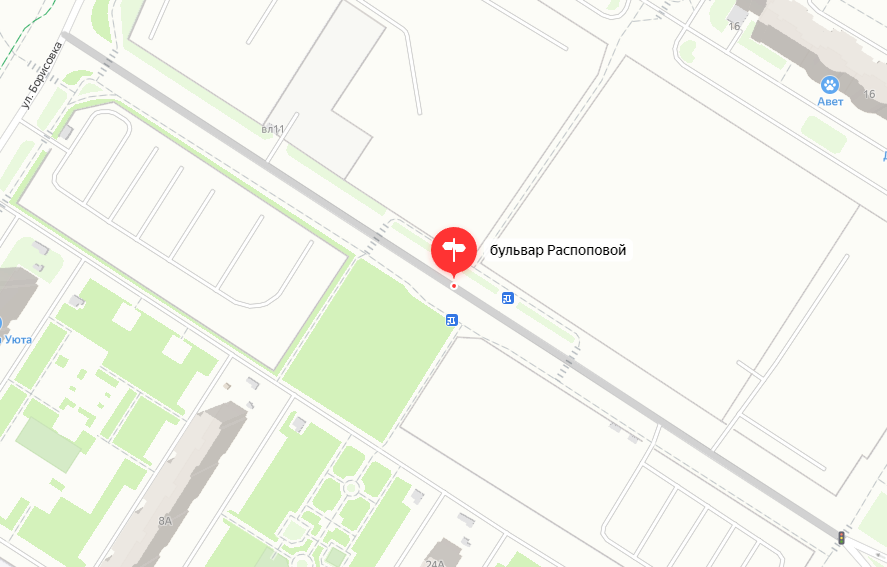 16
ул. Борисовка
Авет
16
вл11
бульвар Распоповой
Уюта
8А
24А